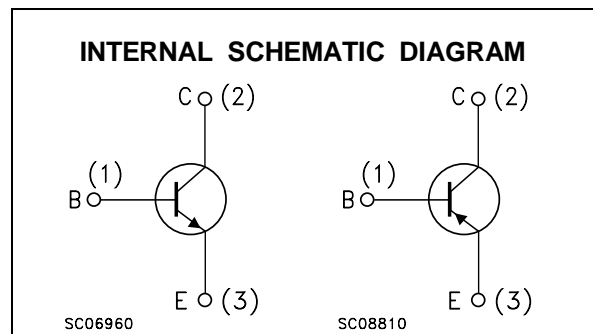 INTERNAL SCHEMATIC DIAGRAM
C (2) C (2)
(1) (1)
B B
E (3) E (3)
SC06960 SC08810